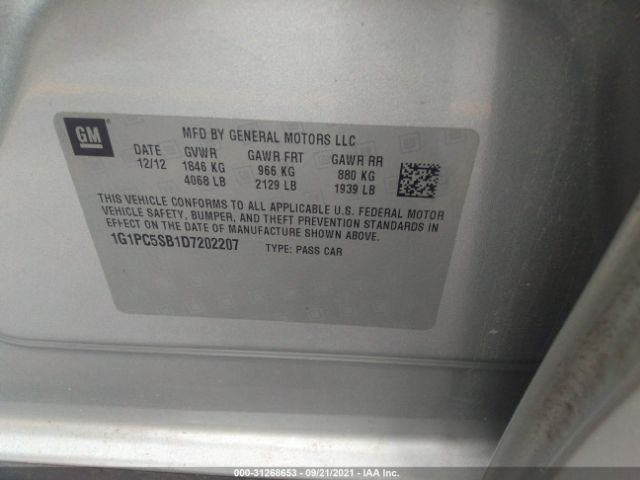 GM
MFD BY GENERAL MOTORS LLC
DATE GVWR GAWR FRT GAWR RR
12/12 1846 KG 966 KG 880 KG
4068 LB 2129 LB 1939 LB
THIS VEHICLE CONFORMS TO ALL APPLICABLE U.S. FEDERAL MOTOR
VEHICLE SAFETY, BUMPER, AND THEFT PREVENTION STANDARDS IN
EFFECT ON THE DATE OF MANUFACTURE SHOWN ABOVE.
1G1PC5SB1D7202207 TYPE: PASS CAR
000-31268653 - 09/21/2021 - IAA Inc.